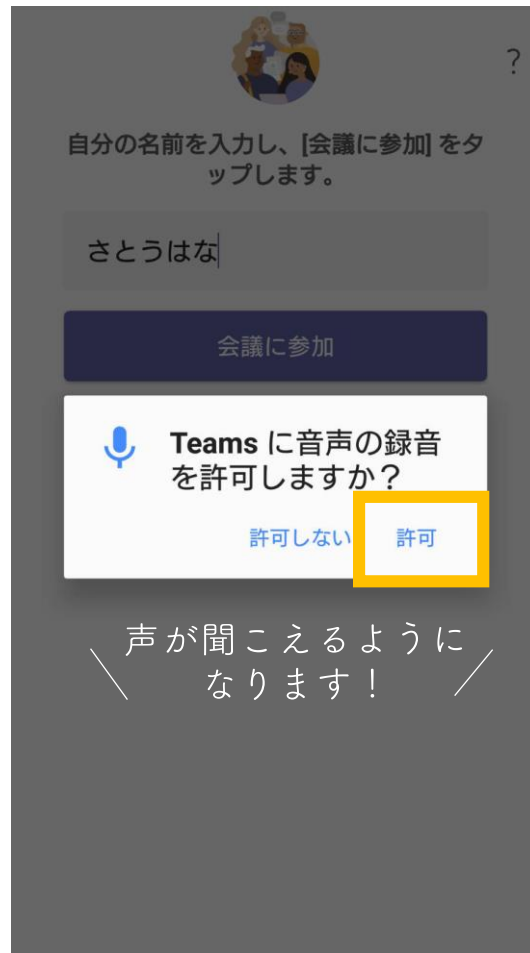 ?
自分の名前を入力し、[会議に参加] をタ
ップします。
さとうはな
会議に参加
Teams に音声の録音
を許可しますか？
許可しない 許可
声が聞こえるように
なります！